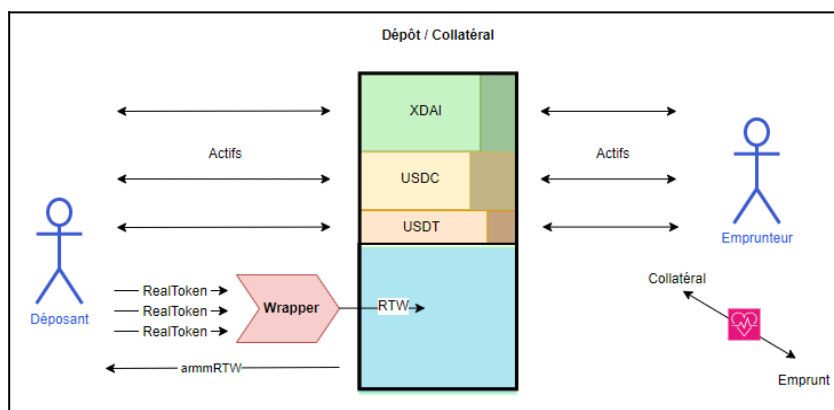 Dépôt / Collatéral
XDAI
Actifs
Actifs
USDC
USDT
Déposant
Emprunteur
RealToken
RealToken
RealToken
Wrapper
RTW
armmRTW
Collatéral
Emprunt